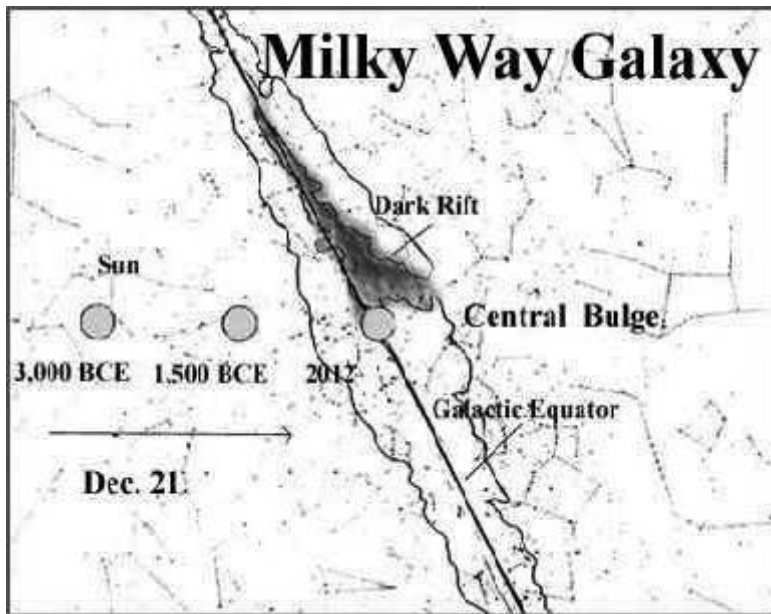 Milky Way Galaxy
Dark Rift
Sun
Central Bulge
3,000 BCE 1,500 BCE 2012
Galactic Equator
Dec. 21